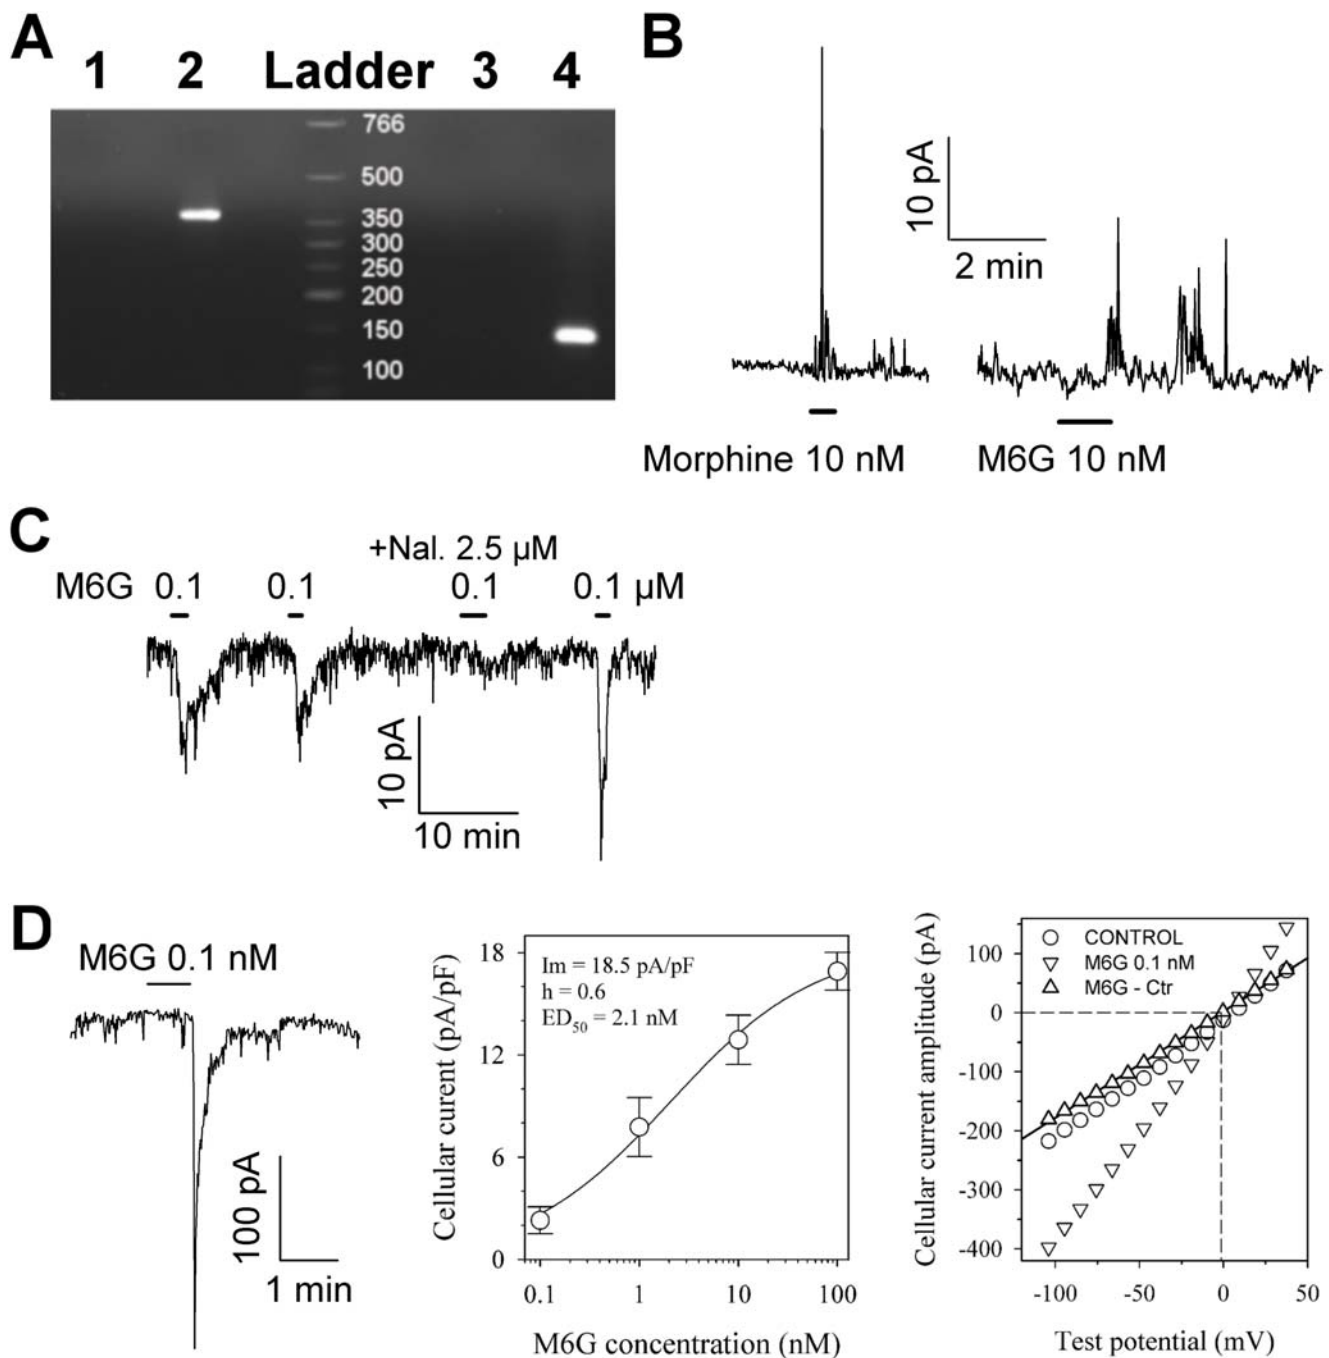 A
1 2 Ladder 3 4
766
500
350
300
250
200
150
100
B
10 pA
2 min
Morphine 10 nM
M6G 10 nM
C
+Nal. 2.5 µM
M6G 0.1 0.1 0.1 0.1 µM
10 pA
10 min
D
M6G 0.1 nM
100 pA
1 min
Cellular curent (pA/pF)
18
12
6
0
Im = 18.5 pA/pF
h = 0.6
ED50 = 2.1 nM
0.1 1 10 100
M6G concentration (nM)
Cellular current amplitude (pA)
100
0
-100
-200
-300
-400
CONTROL
M6G 0.1 nM
M6G - Ctr
-100 -50 0 50
Test potential (mV)